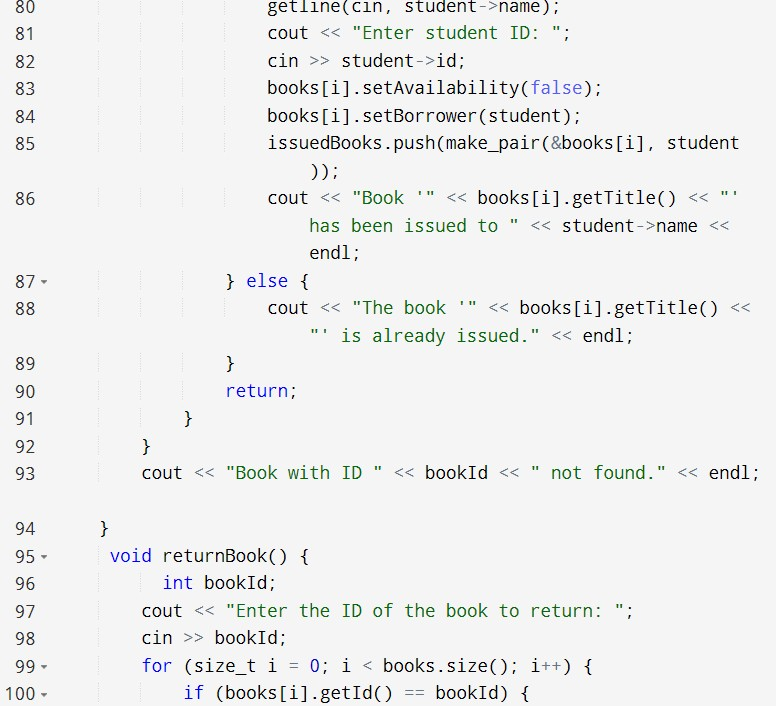 80 getline(cin, student->name);
81 cout << "Enter student ID: ";
82 cin >> student->id;
83 books[i].setAvailability(false);
84 books[i].setBorrower(student);
85 issuedBooks.push(make_pair(&books[i], student
));
86 cout << "Book '" << books[i].getTitle() << "'
has been issued to " << student->name <<
endl;
87 } else {
88 cout << "The book '" << books[i].getTitle() <<
"' is already issued." << endl;
89 }
90 return;
91 }
92 }
93 cout << "Book with ID " << bookId << " not found." << endl;
94 }
95 void returnBook() {
96 int bookId;
97 cout << "Enter the ID of the book to return: ";
98 cin >> bookId;
99 for (size_t i = 0; i < books.size(); i++) {
100 if (books[i].getId() == bookId) {